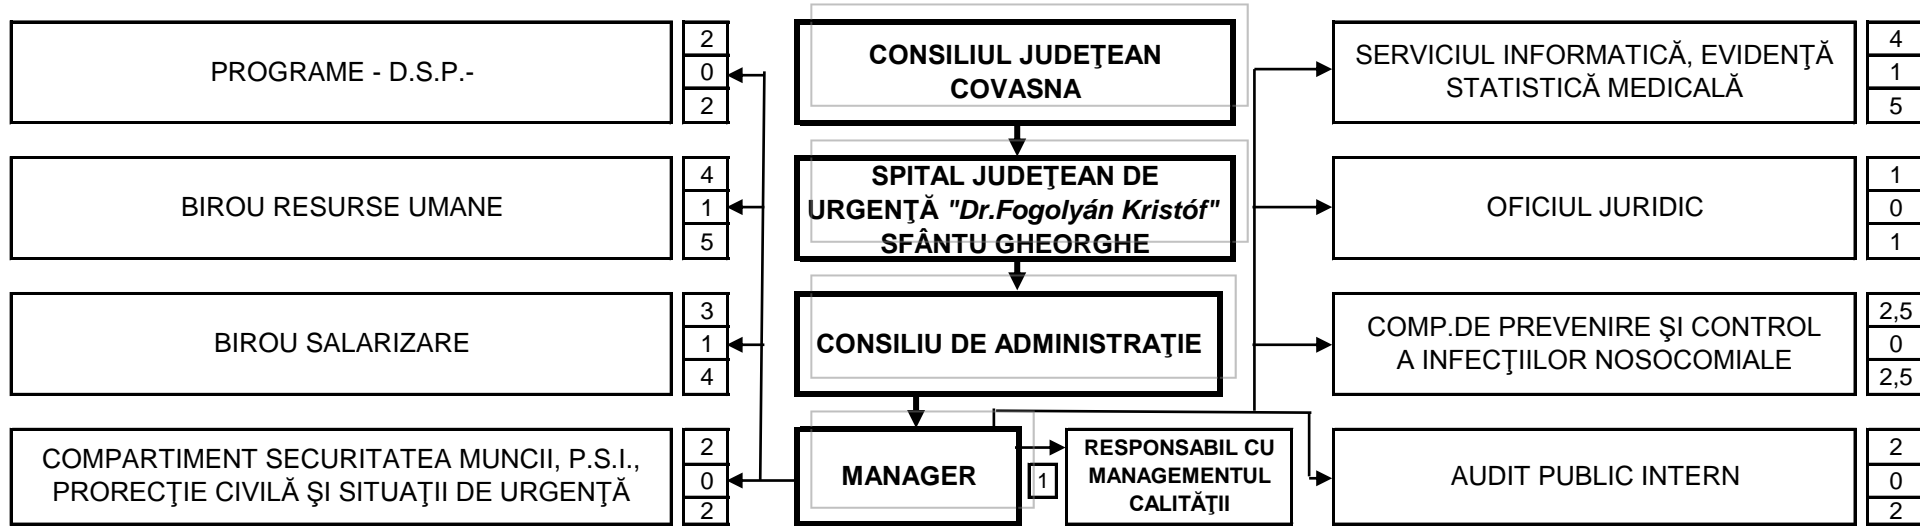 PROGRAME - D.S.P.-
2
0
2
CONSILIUL JUDEŢEAN
COVASNA
SERVICIUL INFORMATICĂ, EVIDENŢĂ
STATISTICĂ MEDICALĂ
4
1
5
BIROU RESURSE UMANE
4
1
5
SPITAL JUDEŢEAN DE
URGENŢĂ "Dr.Fogolyán Kristóf"
SFÂNTU GHEORGHE
OFICIUL JURIDIC
1
0
1
BIROU SALARIZARE
3
1
4
CONSILIU DE ADMINISTRAŢIE
COMP.DE PREVENIRE ŞI CONTROL
A INFECŢIILOR NOSOCOMIALE
2,5
0
2,5
COMPARTIMENT SECURITATEA MUNCII, P.S.I.,
PRORECŢIE CIVILĂ ŞI SITUAŢII DE URGENŢĂ
2
0
2
MANAGER
1
RESPONSABIL CU
MANAGEMENTUL
CALITĂŢII
AUDIT PUBLIC INTERN
2
0
2